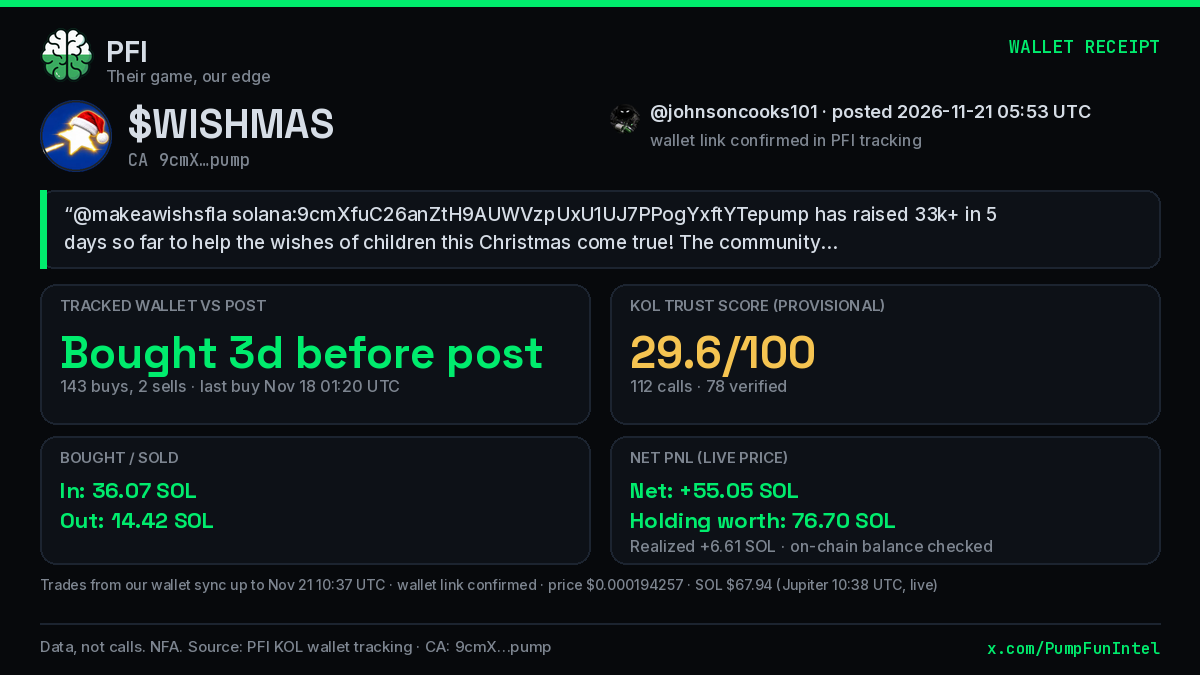 PFI
Their game, our edge
WALLET RECEIPT
$WISHMAS
CA 9cmX…pump
@johnsoncooks101 · posted 2026-11-21 05:53 UTC
wallet link confirmed in PFI tracking
“@makeawishsfla solana:9cmXfuC26anZtH9AUWVzpUxU1UJ7PPogYxftYTepump has raised 33k+ in 5
days so far to help the wishes of children this Christmas come true! The community…
TRACKED WALLET VS POST
Bought 3d before post
143 buys, 2 sells · last buy Nov 18 01:20 UTC
KOL TRUST SCORE (PROVISIONAL)
29.6/100
112 calls · 78 verified
BOUGHT / SOLD
In: 36.07 SOL
Out: 14.42 SOL
NET PNL (LIVE PRICE)
Net: +55.05 SOL
Holding worth: 76.70 SOL
Realized +6.61 SOL · on-chain balance checked
Trades from our wallet sync up to Nov 21 10:37 UTC · wallet link confirmed · price $0.000194257 · SOL $67.94 (Jupiter 10:38 UTC, live)
Data, not calls. NFA. Source: PFI KOL wallet tracking · CA: 9cmX…pump
x.com/PumpFunIntel